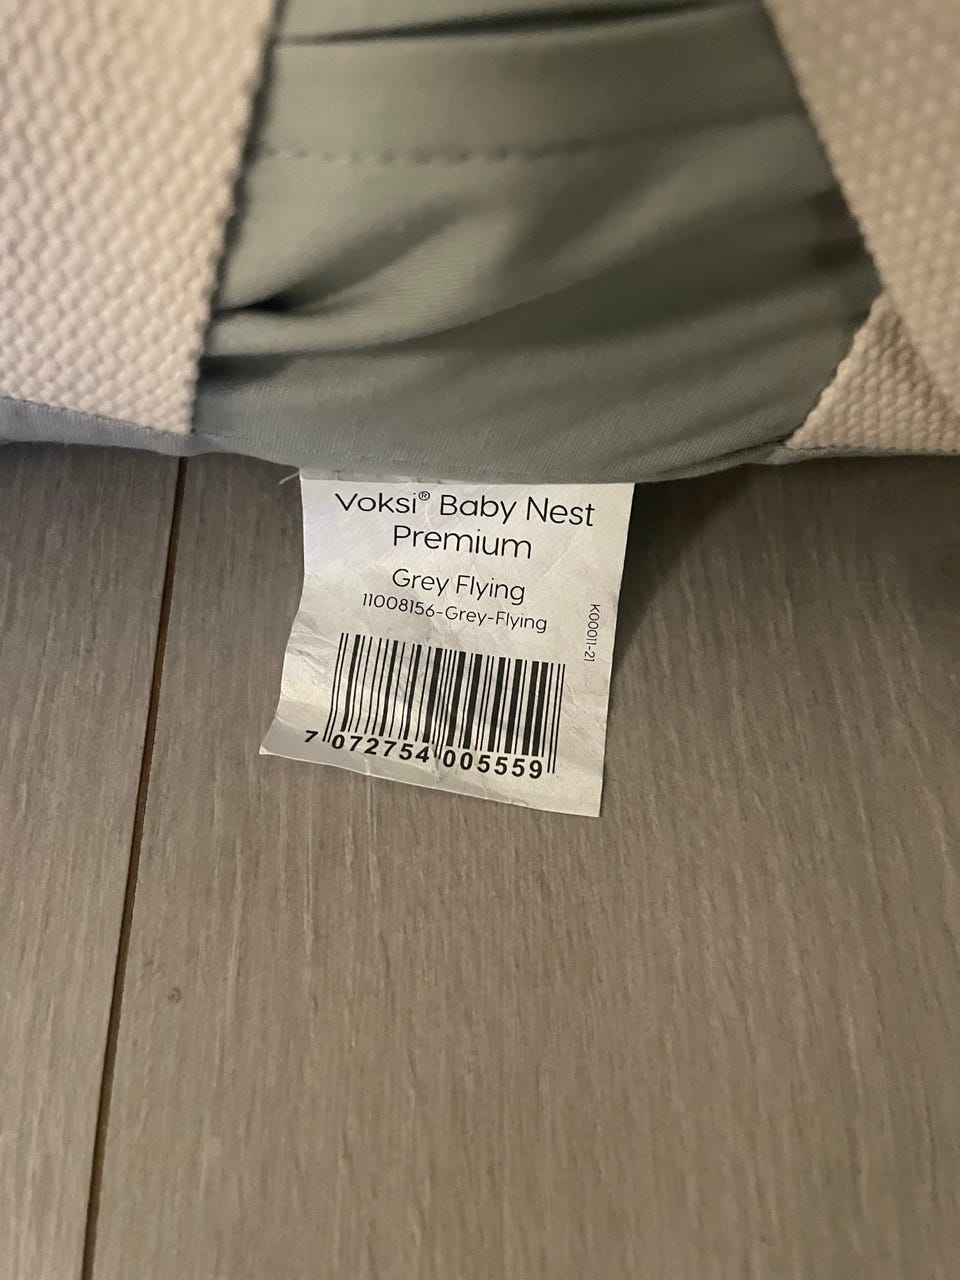 Voksi® Baby Nest
Premium
Grey Flying
11008156-Grey-Flying
K00011-21
7 072754 005559